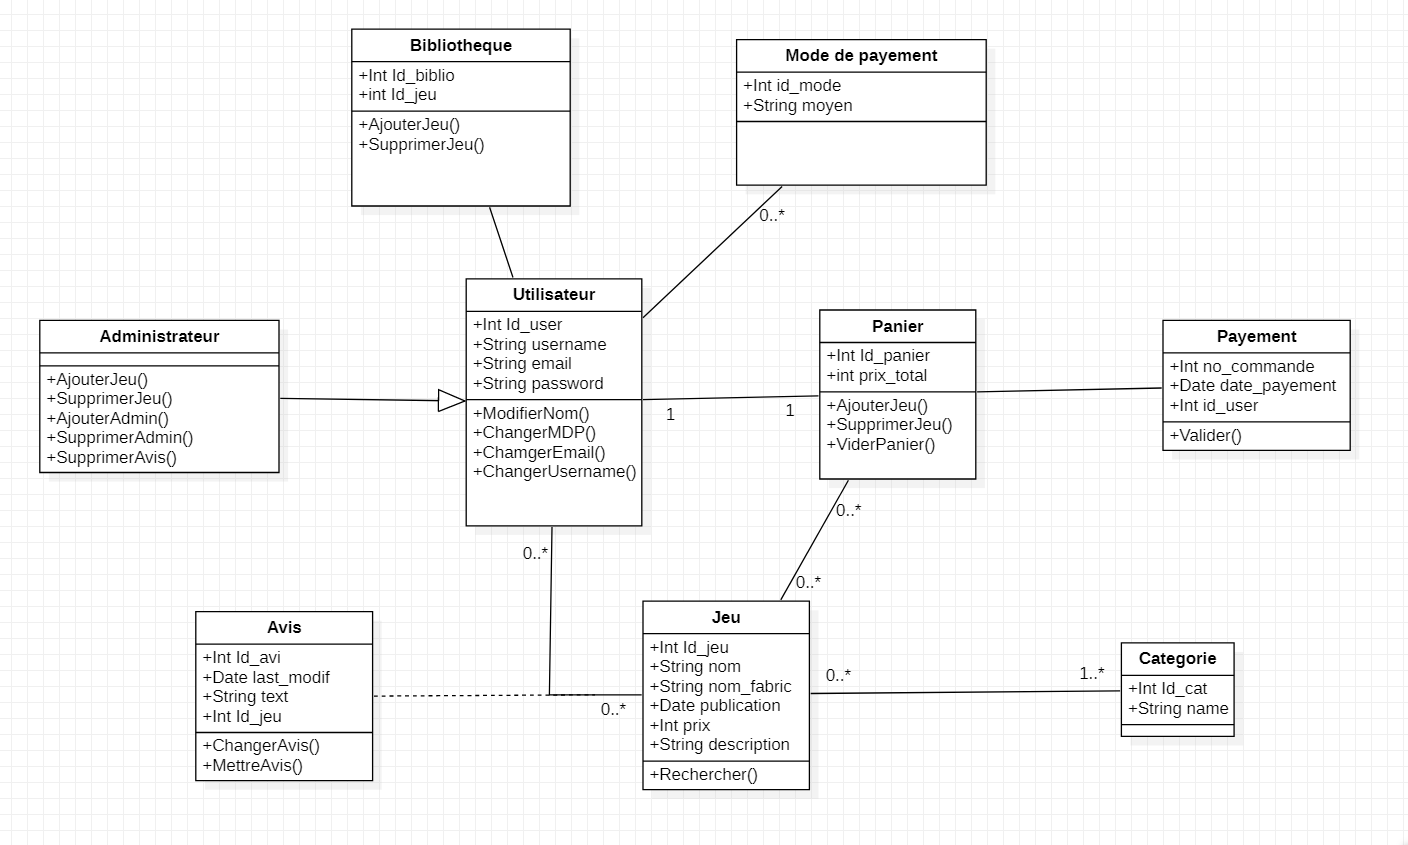 Bibliotheque
+Int Id_biblio
+int Id_jeu
+AjouterJeu()
+SupprimerJeu()
Mode de payement
+Int id_mode
+String moyen
0..*
Utilisateur
+Int Id_user
+String username
+String email
+String password
+ModifierNom()
+ChangerMDP()
+ChamgerEmail()
+ChangerUsername()
Administrateur
+AjouterJeu()
+SupprimerJeu()
+AjouterAdmin()
+SupprimerAdmin()
+SupprimerAvis()
1
1
Panier
+Int Id_panier
+int prix_total
+AjouterJeu()
+SupprimerJeu()
+ViderPanier()
Payement
+Int no_commande
+Date date_payement
+Int id_user
+Valider()
0..*
0..*
0..*
Avis
+Int Id_avi
+Date last_modif
+String text
+Int Id_jeu
+ChangerAvis()
+MettreAvis()
0..*
Jeu
+Int Id_jeu
+String nom
+String nom_fabric
+Date publication
+Int prix
+String description
+Rechercher()
0..*
1..*
Categorie
+Int Id_cat
+String name